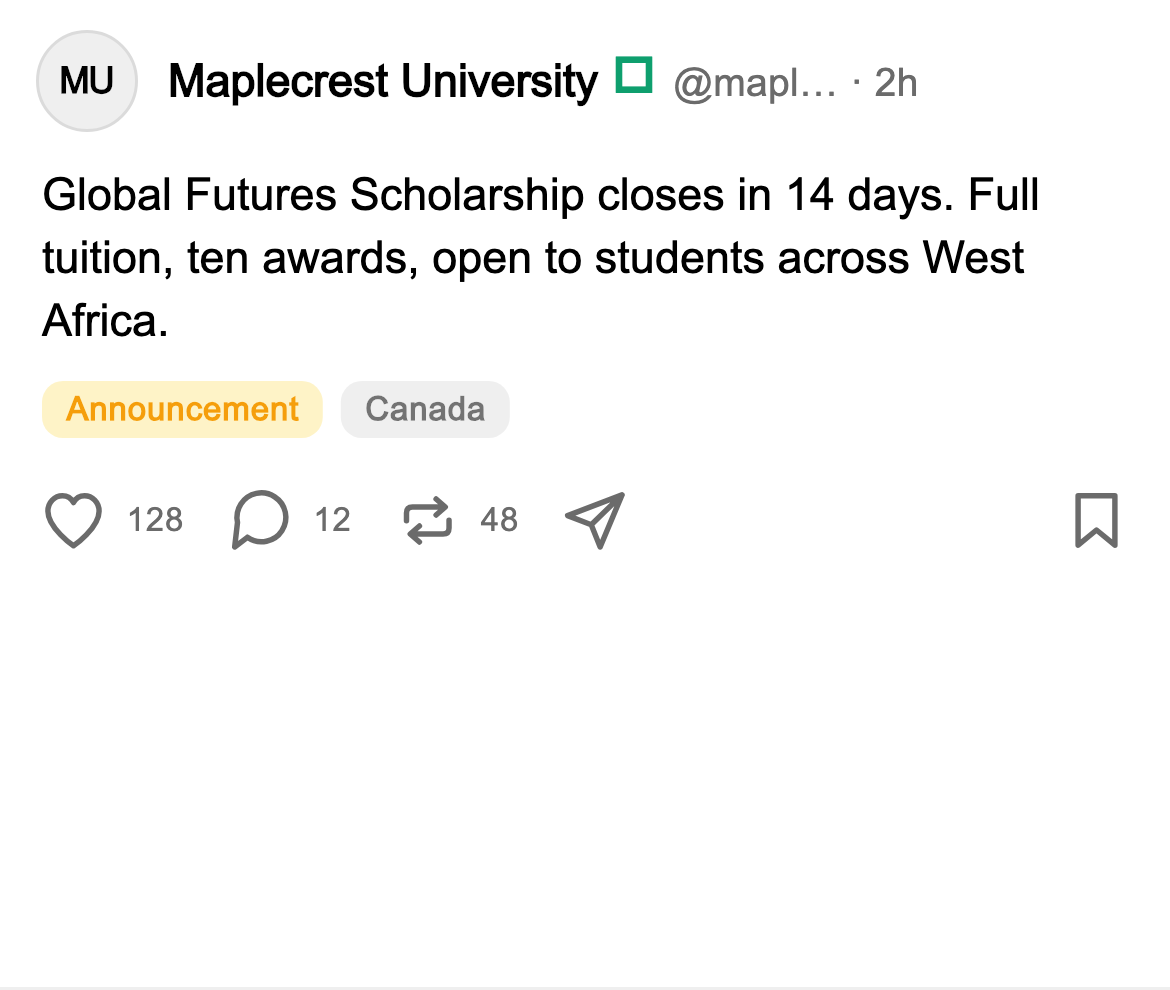 MU
Maplecrest University @mapl... · 2h
Global Futures Scholarship closes in 14 days. Full
tuition, ten awards, open to students across West
Africa.
Announcement Canada
128 12 48